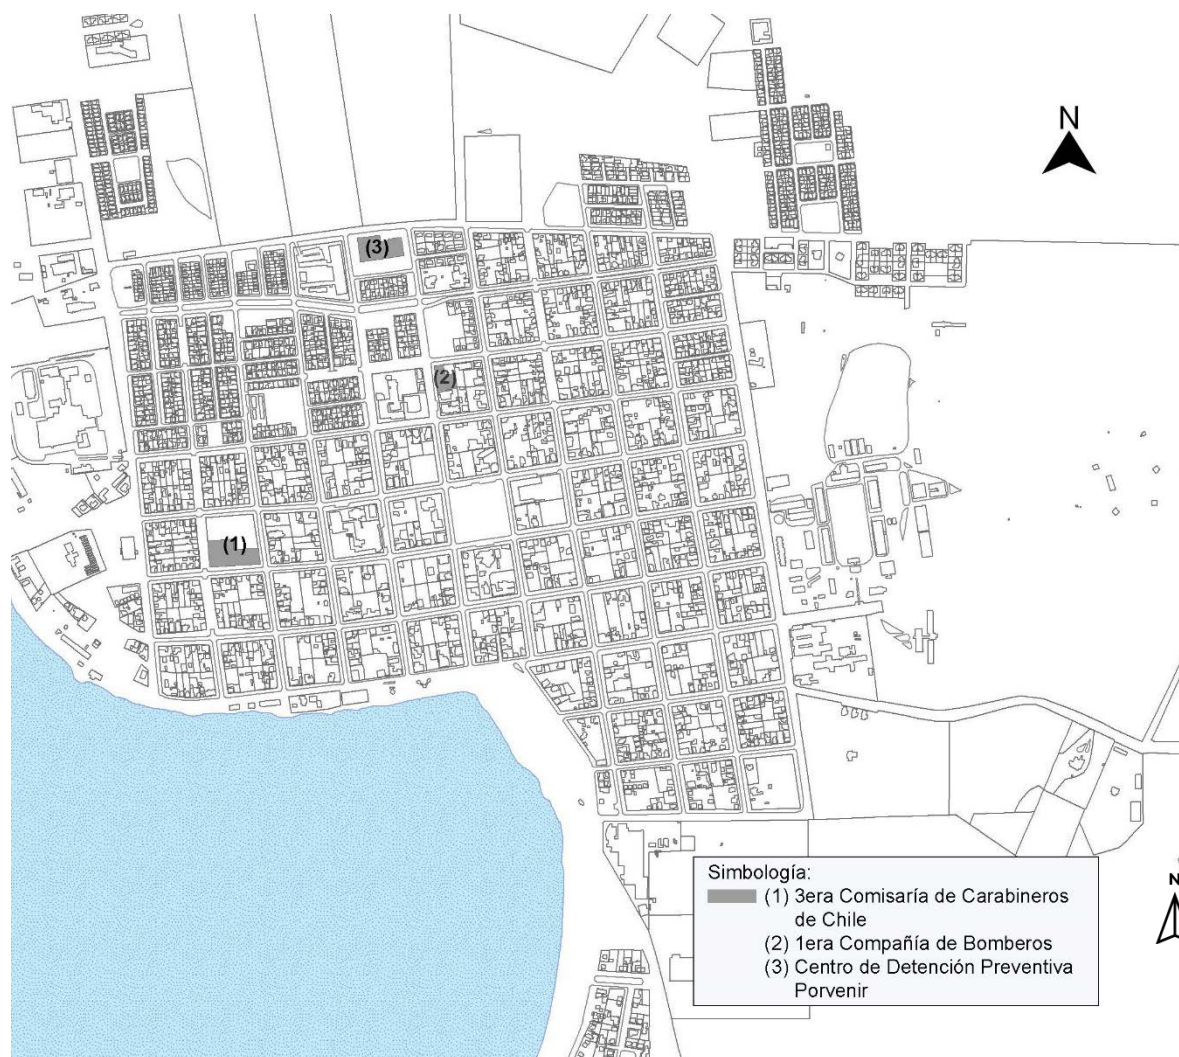 N
(3)
(2)
(1)
Simbología:
(1) 3era Comisaría de Carabineros
de Chile
(2) 1era Compañía de Bomberos
(3) Centro de Detención Preventiva
Porvenir
N